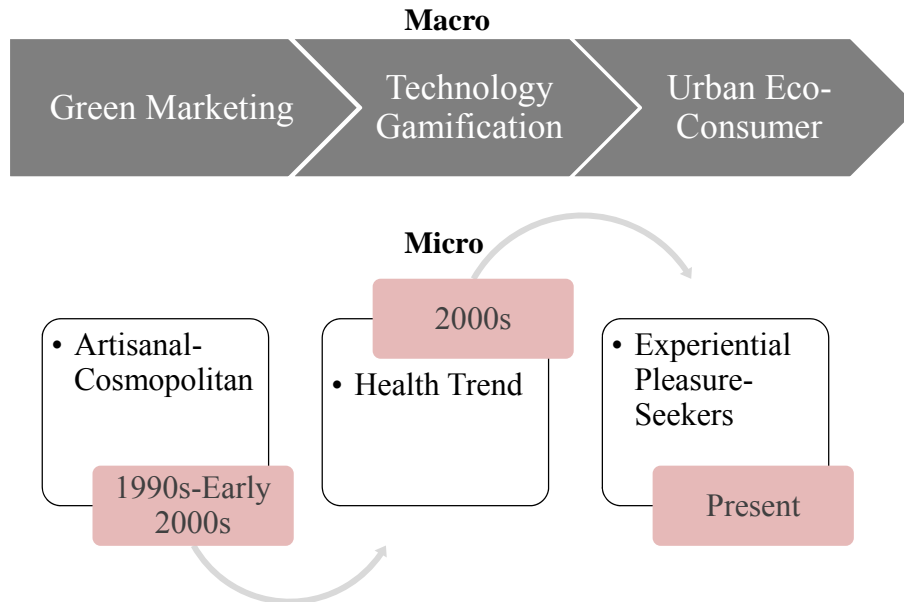 Macro
Green Marketing
Technology
Gamification
Urban Eco-
Consumer
Micro
• Artisanal-
Cosmopolitan
1990s-Early
2000s
2000s
• Health Trend
• Experiential
Pleasure-
Seekers
Present